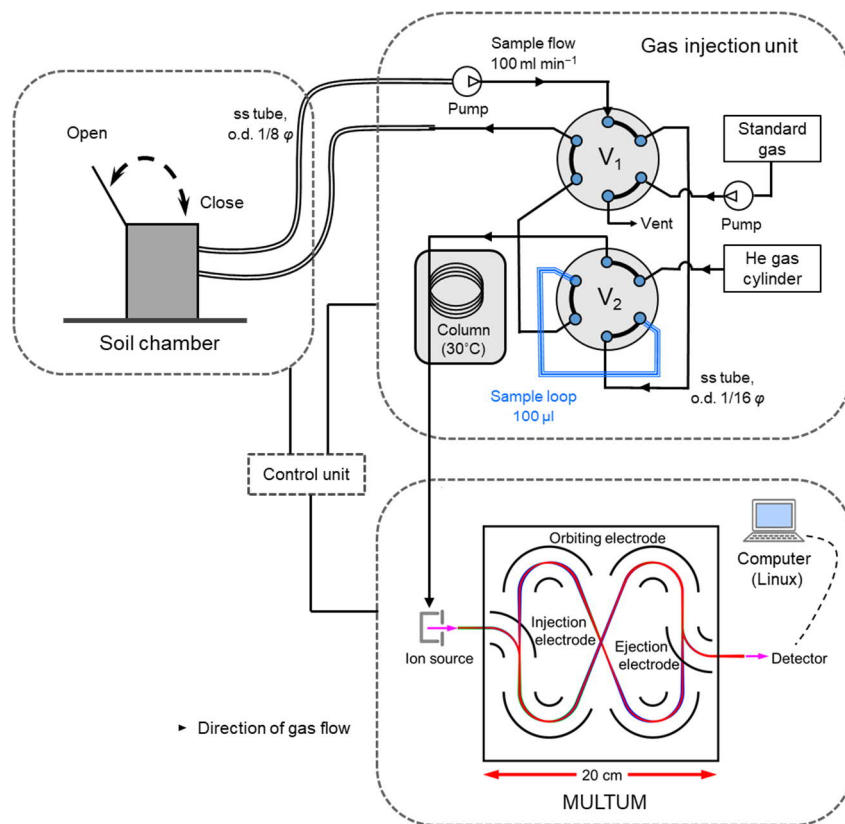 Sample flow
100 ml min⁻¹
Gas injection unit
Pump
ss tube,
o.d. 1/8 φ
Open
Close
Standard
gas
V₁
Pump
Vent
He gas
cylinder
V₂
Column
(30˚C)
Soil chamber
Sample loop
100 µl
ss tube,
o.d. 1/16 φ
Control unit
Orbiting electrode
Computer
(Linux)
Injection
electrode
Ejection
electrode
Ion source
Detector
Direction of gas flow
20 cm
MULTUM